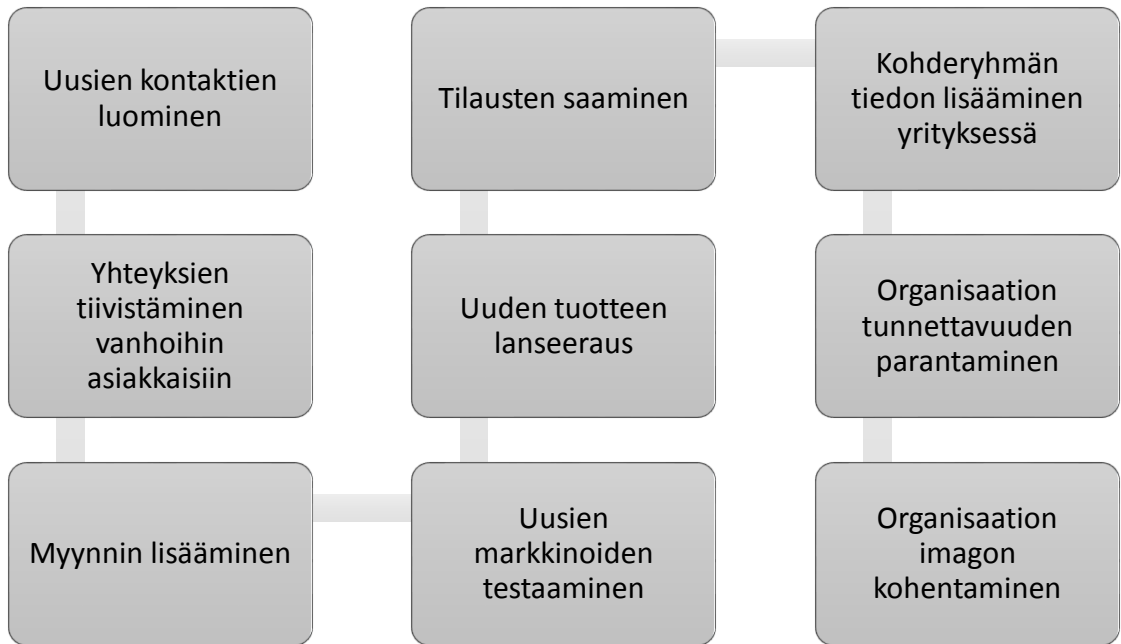 Uusien kontaktien
luominen
Yhteyksien
tiivistäminen
vanhoihin
asiakkaisiin
Myynnin lisääminen
Uusien
markkinoiden
testaaminen
Uuden tuotteen
lanseeraus
Tilausten saaminen
Kohderyhmän
tiedon lisääminen
yrityksessä
Organisaation
tunnettavuuden
parantaminen
Organisaation
imagon
kohentaminen